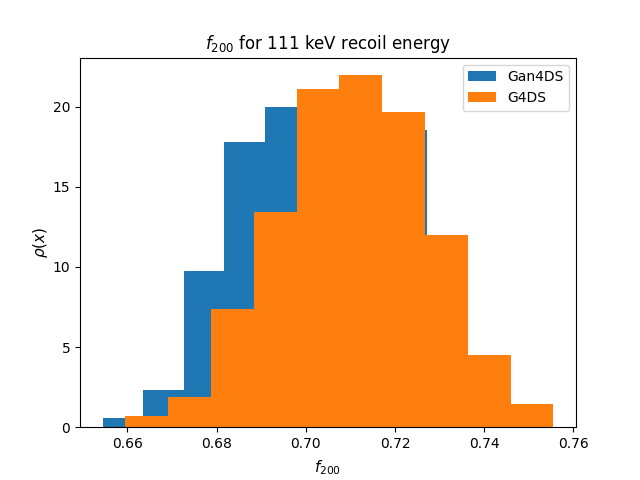 f₂₀₀ for 111 keV recoil energy
Gan4DS
G4DS
ρ(x)
20
15
10
5
0
0.66 0.68 0.70 0.72 0.74 0.76
f₂₀₀